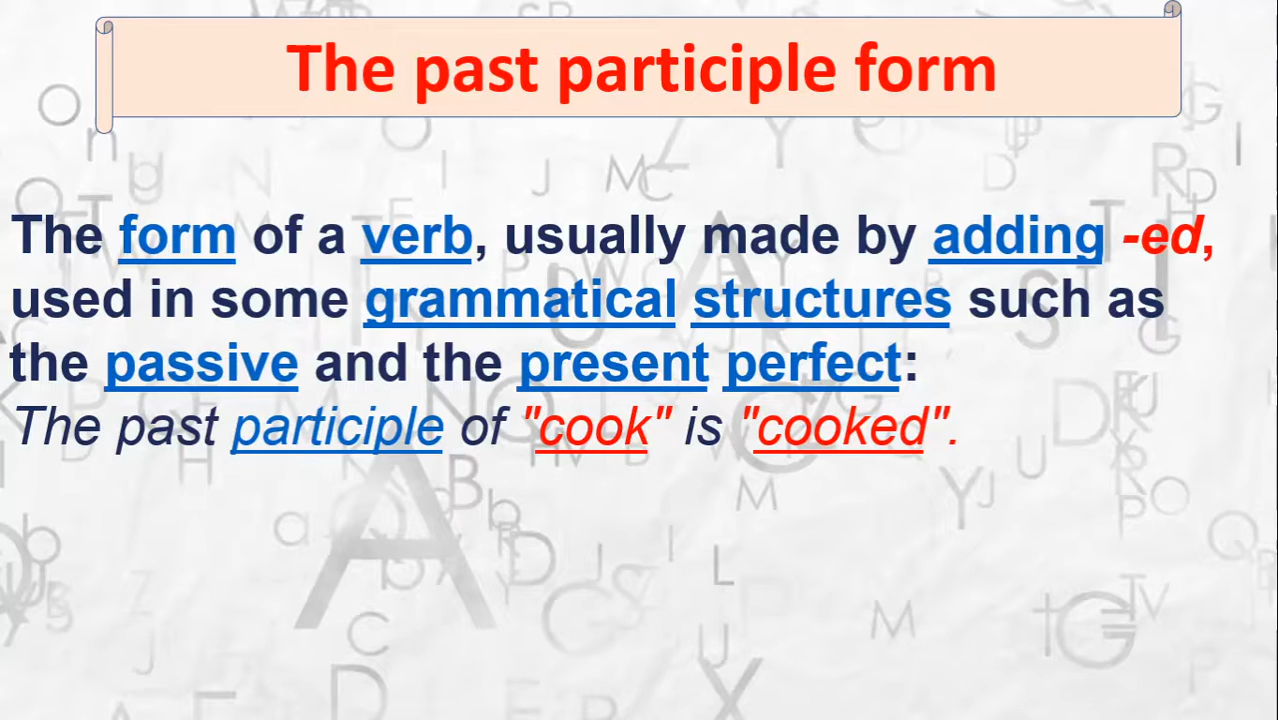 The past participle form
The form of a verb, usually made by adding -ed,
used in some grammatical structures such as
the passive and the present perfect:
The past participle of "cook" is "cooked".